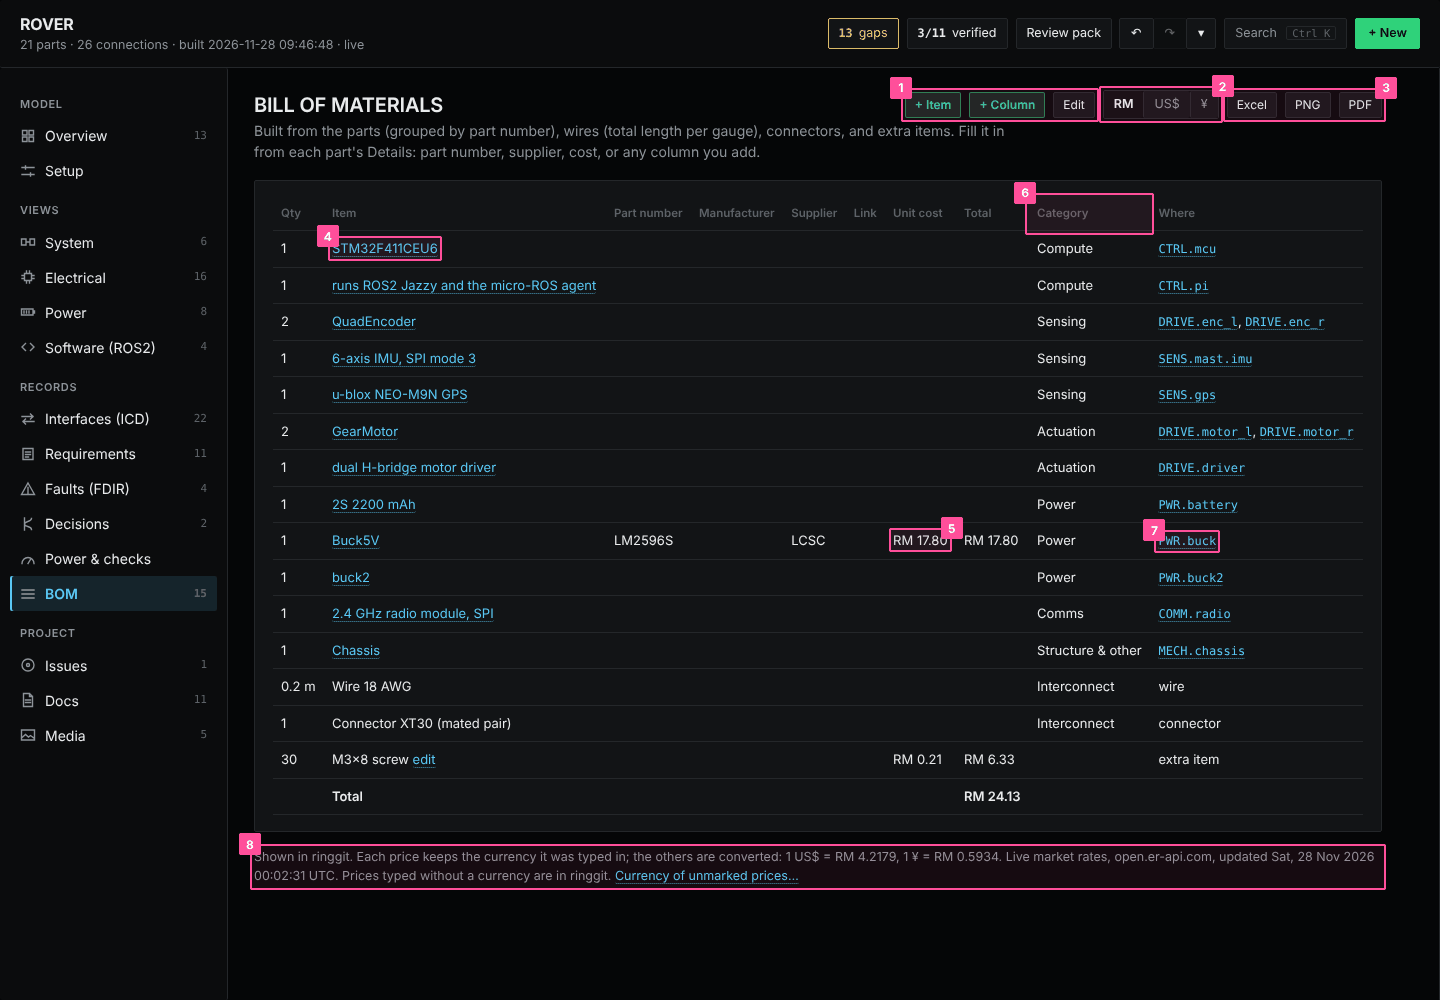 ROVER
21 parts · 26 connections · built 2026-11-28 09:46:48 · live
13 gaps
3/11 verified
Review pack
↶
↷
▾
Search Ctrl K
+ New
MODEL
Overview 13
Setup
VIEWS
System 6
Electrical 16
Power 8
Software (ROS2) 4
RECORDS
Interfaces (ICD) 22
Requirements 11
Faults (FDIR) 4
Decisions 2
Power & checks
BOM 15
PROJECT
Issues 1
Docs 11
Media 5
BILL OF MATERIALS
1
+ Item + Column Edit
2
RM US$ ¥
3
Excel PNG PDF
Built from the parts (grouped by part number), wires (total length per gauge), connectors, and extra items. Fill it in
from each part's Details: part number, supplier, cost, or any column you add.
6
Qty Item Part number Manufacturer Supplier Link Unit cost Total Category Where
4
1 STM32F411CEU6 Compute CTRL.mcu
1 runs ROS2 Jazzy and the micro-ROS agent Compute CTRL.pi
2 QuadEncoder Sensing DRIVE.enc_l, DRIVE.enc_r
1 6-axis IMU, SPI mode 3 Sensing SENS.mast.imu
1 u-blox NEO-M9N GPS Sensing SENS.gps
2 GearMotor Actuation DRIVE.motor_l, DRIVE.motor_r
1 dual H-bridge motor driver Actuation DRIVE.driver
1 2S 2200 mAh Power PWR.battery
5
7
1 Buck5V LM2596S LCSC RM 17.80 RM 17.80 Power PWR.buck
1 buck2 Power PWR.buck2
1 2.4 GHz radio module, SPI Comms COMM.radio
1 Chassis Structure & other MECH.chassis
0.2 m Wire 18 AWG Interconnect wire
1 Connector XT30 (mated pair) Interconnect connector
30 M3×8 screw edit RM 0.21 RM 6.33 extra item
Total RM 24.13
8
Shown in ringgit. Each price keeps the currency it was typed in; the others are converted: 1 US$ = RM 4.2179, 1 ¥ = RM 0.5934. Live market rates, open.er-api.com, updated Sat, 28 Nov 2026
00:02:31 UTC. Prices typed without a currency are in ringgit. Currency of unmarked prices...